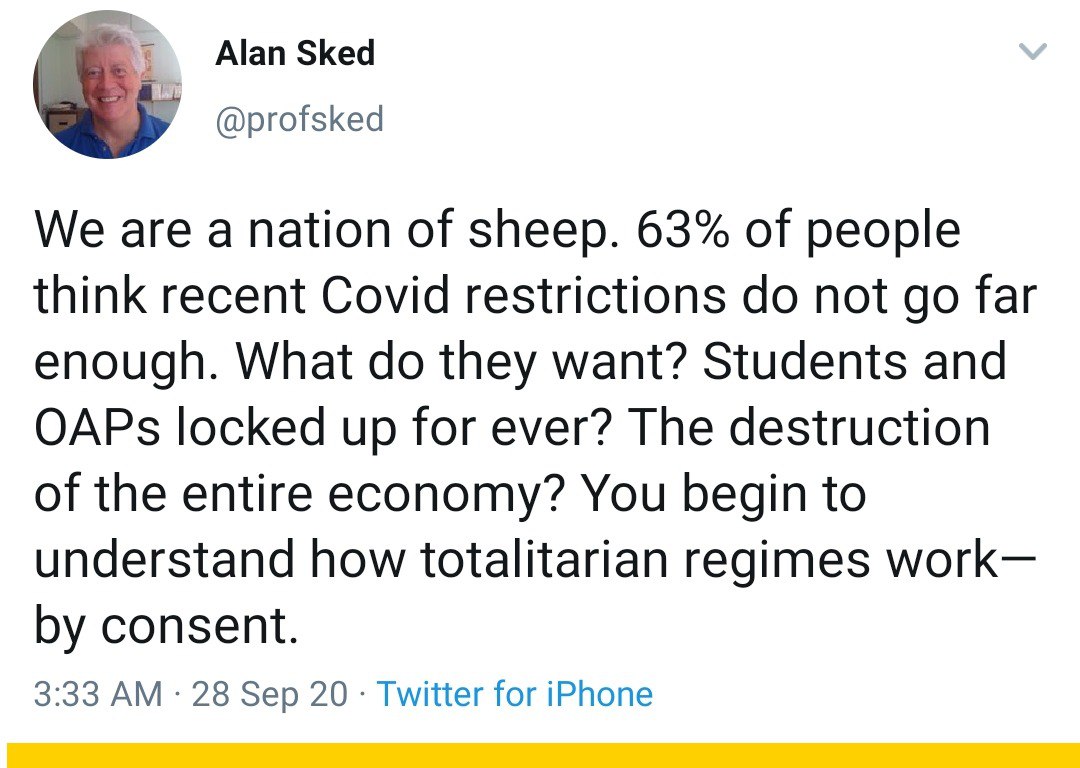 Alan Sked
@profsked
We are a nation of sheep. 63% of people
think recent Covid restrictions do not go far
enough. What do they want? Students and
OAPs locked up for ever? The destruction
of the entire economy? You begin to
understand how totalitarian regimes work—
by consent.
3:33 AM · 28 Sep 20 · Twitter for iPhone